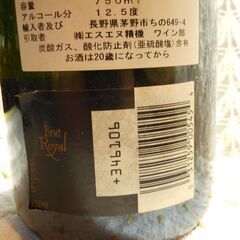 容量 750ml
アルコール分 12.5度
輸入者及び 長野県茅野市ちの649-4
引取者 ㈱エスエヌ精機 ワイン部
炭酸ガス、酸化防止剤(亜硫酸塩)含有
お酒は20歳になってから
Brut
Royal
750ml
+34P190F